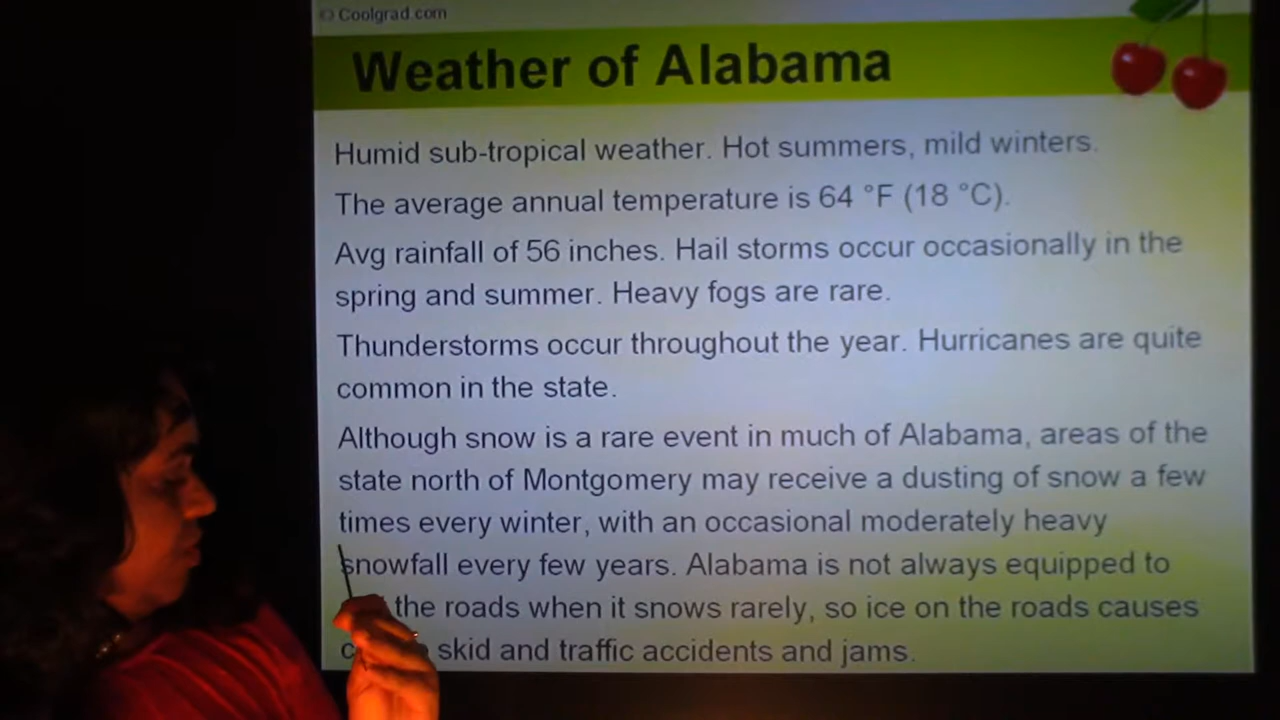 © Coolgrad.com
Weather of Alabama
Humid sub-tropical weather. Hot summers, mild winters.
The average annual temperature is 64 °F (18 °C).
Avg rainfall of 56 inches. Hail storms occur occasionally in the
spring and summer. Heavy fogs are rare.
Thunderstorms occur throughout the year. Hurricanes are quite
common in the state.
Although snow is a rare event in much of Alabama, areas of the
state north of Montgomery may receive a dusting of snow a few
times every winter, with an occasional moderately heavy
snowfall every few years. Alabama is not always equipped to
the roads when it snows rarely, so ice on the roads causes
skid and traffic accidents and jams.